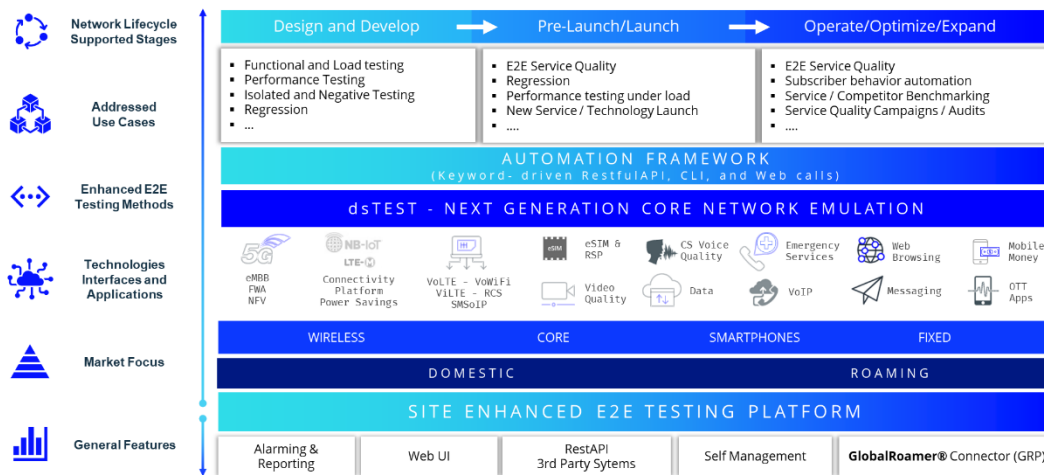 Network Lifecycle
Supported Stages
Design and Develop
Pre-Launch/Launch
Operate/Optimize/Expand
Addressed
Use Cases
▪ Functional and Load testing
▪ Performance Testing
▪ Isolated and Negative Testing
▪ Regression
▪ ...
▪ E2E Service Quality
▪ Regression
▪ Performance testing under load
▪ New Service / Technology Launch
▪ ....
▪ E2E Service Quality
▪ Subscriber behavior automation
▪ Service / Competitor Benchmarking
▪ Service Quality Campaigns / Audits
▪ ....
Enhanced E2E
Testing Methods
AUTOMATION FRAMEWORK
(Keyword- driven RestfulAPI, CLI, and Web calls)
dsTEST - NEXT GENERATION CORE NETWORK EMULATION
Technologies
Interfaces and
Applications
5G
eMBB
FWA
NFV
NB-IoT
LTE-M
Connectivity
Platform
Power Savings
VoLTE - VoWiFi
ViLTE - RCS
SMSoIP
eSIM
eSIM &
RSP
Video
Quality
CS Voice
Quality
Data
Emergency
Services
VoIP
Web
Browsing
Messaging
Mobile
Money
OTT
Apps
Market Focus
WIRELESS
CORE
SMARTPHONES
FIXED
DOMESTIC
ROAMING
General Features
SITE ENHANCED E2E TESTING PLATFORM
Alarming &
Reporting
Web UI
RestAPI
3rd Party Sytems
Self Management
GlobalRoamer® Connector (GRP)